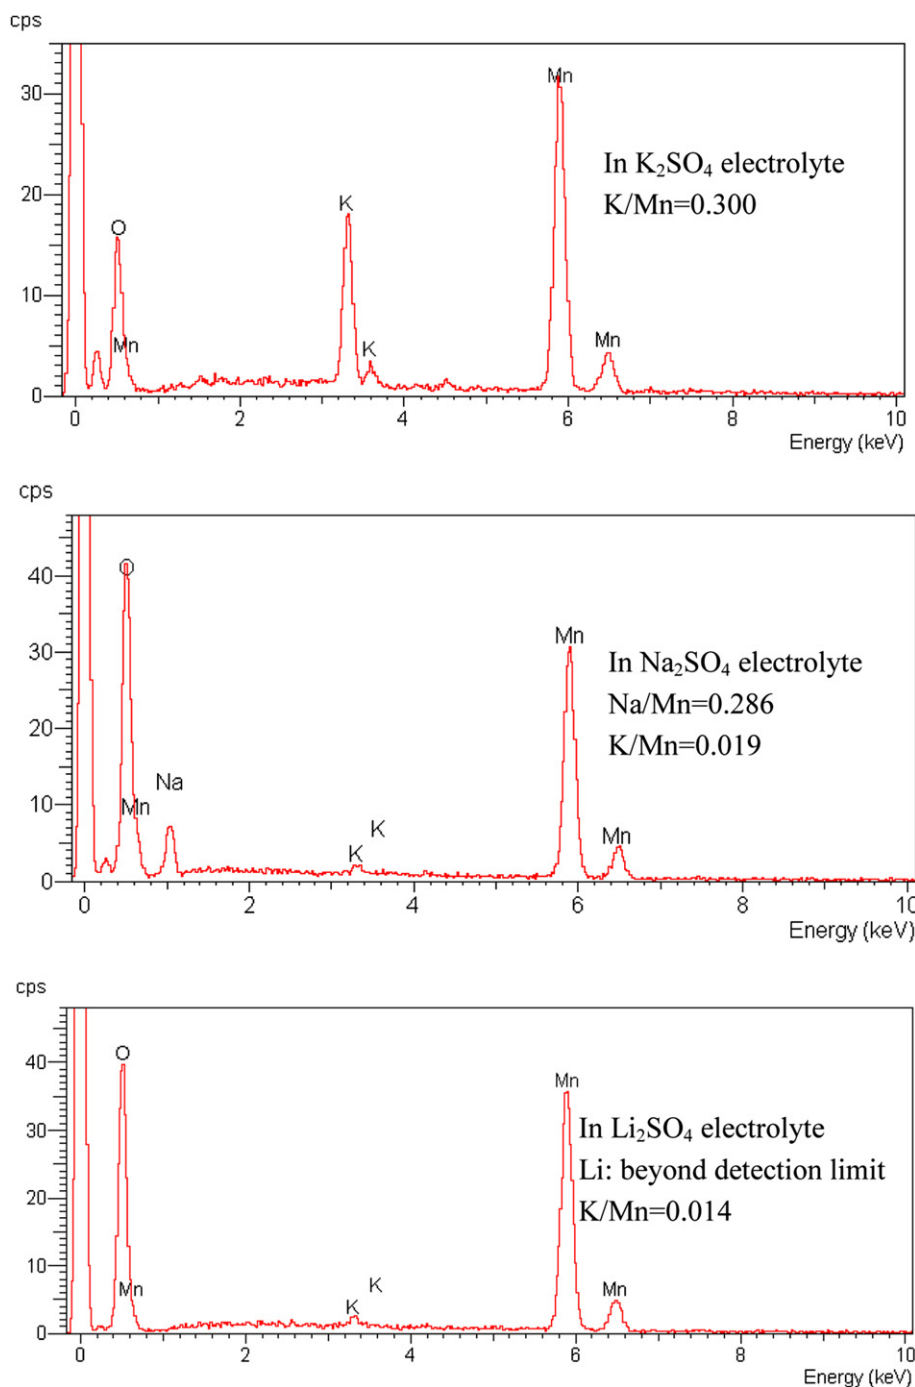 cps
30
20
10
0
O
Mn
K
K
Mn
Mn
In K₂SO₄ electrolyte
K/Mn=0.300
0 2 4 6 8 10
Energy (keV)
cps
40
30
20
10
0
O
Mn
Na
K
K
Mn
Mn
In Na₂SO₄ electrolyte
Na/Mn=0.286
K/Mn=0.019
0 2 4 6 8 10
Energy (keV)
cps
40
30
20
10
0
O
Mn
K
K
Mn
Mn
In Li₂SO₄ electrolyte
Li: beyond detection limit
K/Mn=0.014
0 2 4 6 8 10
Energy (keV)